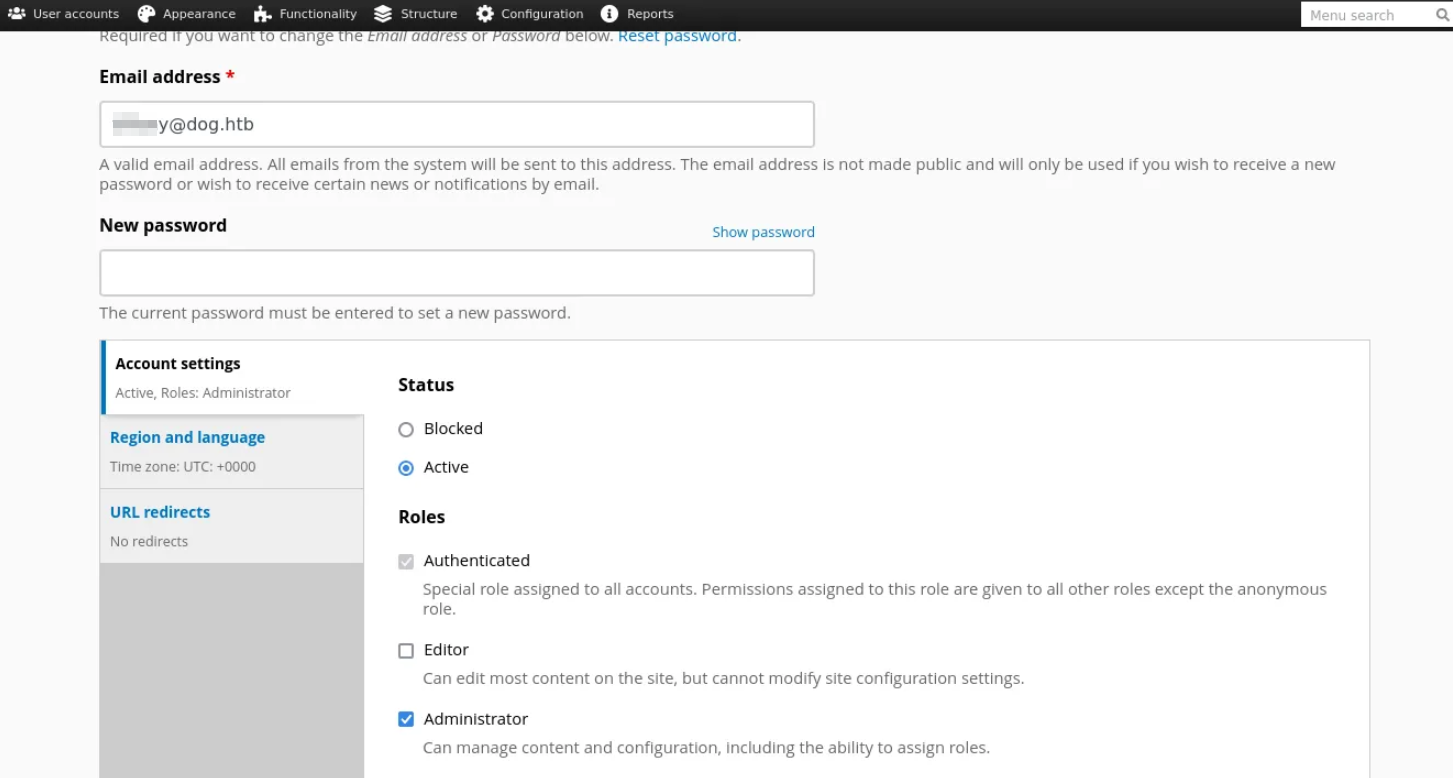 User accounts Appearance Functionality Structure Configuration Reports Menu search
Required if you want to change the Email address or Password below. Reset password.
Email address *
y@dog.htb
A valid email address. All emails from the system will be sent to this address. The email address is not made public and will only be used if you wish to receive a new
password or wish to receive certain news or notifications by email.
New password
Show password
The current password must be entered to set a new password.
Account settings
Active, Roles: Administrator
Region and language
Time zone: UTC: +0000
URL redirects
No redirects
Status
Blocked
Active
Roles
Authenticated
Special role assigned to all accounts. Permissions assigned to this role are given to all other roles except the anonymous
role.
Editor
Can edit most content on the site, but cannot modify site configuration settings.
Administrator
Can manage content and configuration, including the ability to assign roles.